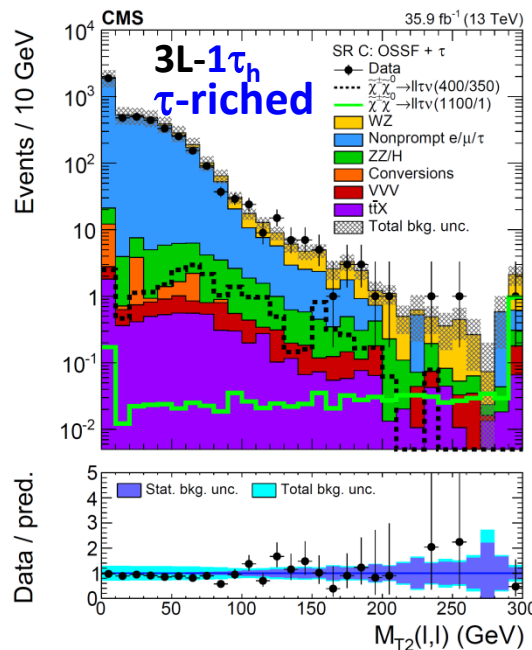 CMS 35.9 fb⁻¹ (13 TeV)
3L-1τₕ
τ-riched
SR C: OSSF + τ
Data
χ̃±χ̃⁰→llτν(400/350)
χ̃±χ̃⁰→llτν(1100/1)
WZ
Nonprompt e/μ/τ
ZZ/H
Conversions
VVV
tt̄X
Total bkg. unc.
Events / 10 GeV
10⁴
10³
10²
10
1
10⁻¹
10⁻²
Stat. bkg. unc. Total bkg. unc.
Data / pred.
5
4
3
2
1
0
0 50 100 150 200 250 300
M_T2(l,l) (GeV)